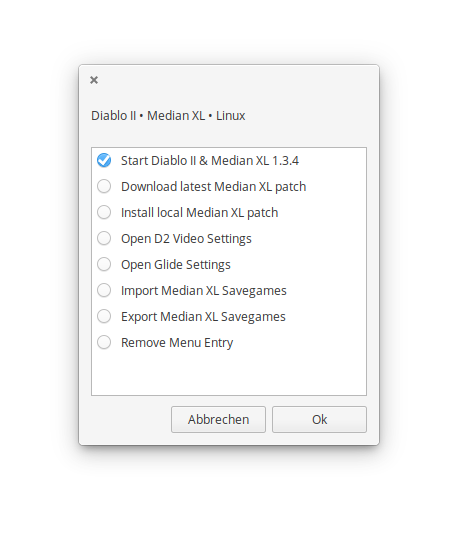 Diablo II • Median XL • Linux
Start Diablo II & Median XL 1.3.4
Download latest Median XL patch
Install local Median XL patch
Open D2 Video Settings
Open Glide Settings
Import Median XL Savegames
Export Median XL Savegames
Remove Menu Entry
Abbrechen
Ok